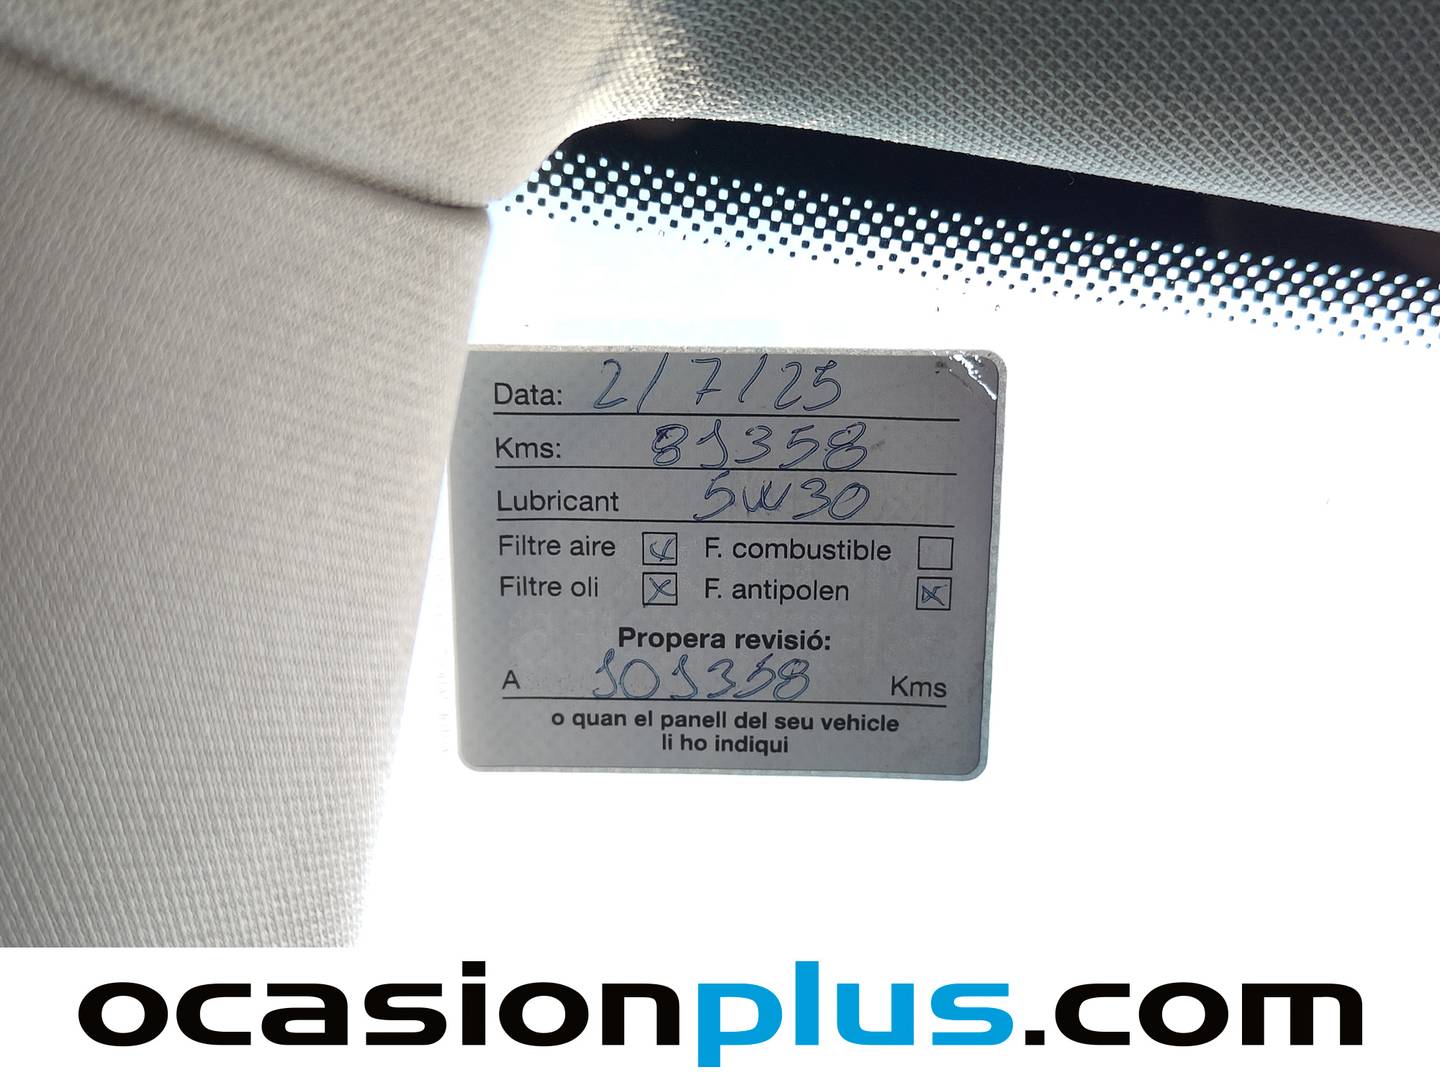 Data: 2/7/25
Kms: 81358
Lubricant 5W30
Filtre aire F. combustible
Filtre oli F. antipolen
Propera revisió:
A 101358 Kms
o quan el panell del seu vehicle
li ho indiqui
ocasionplus.com